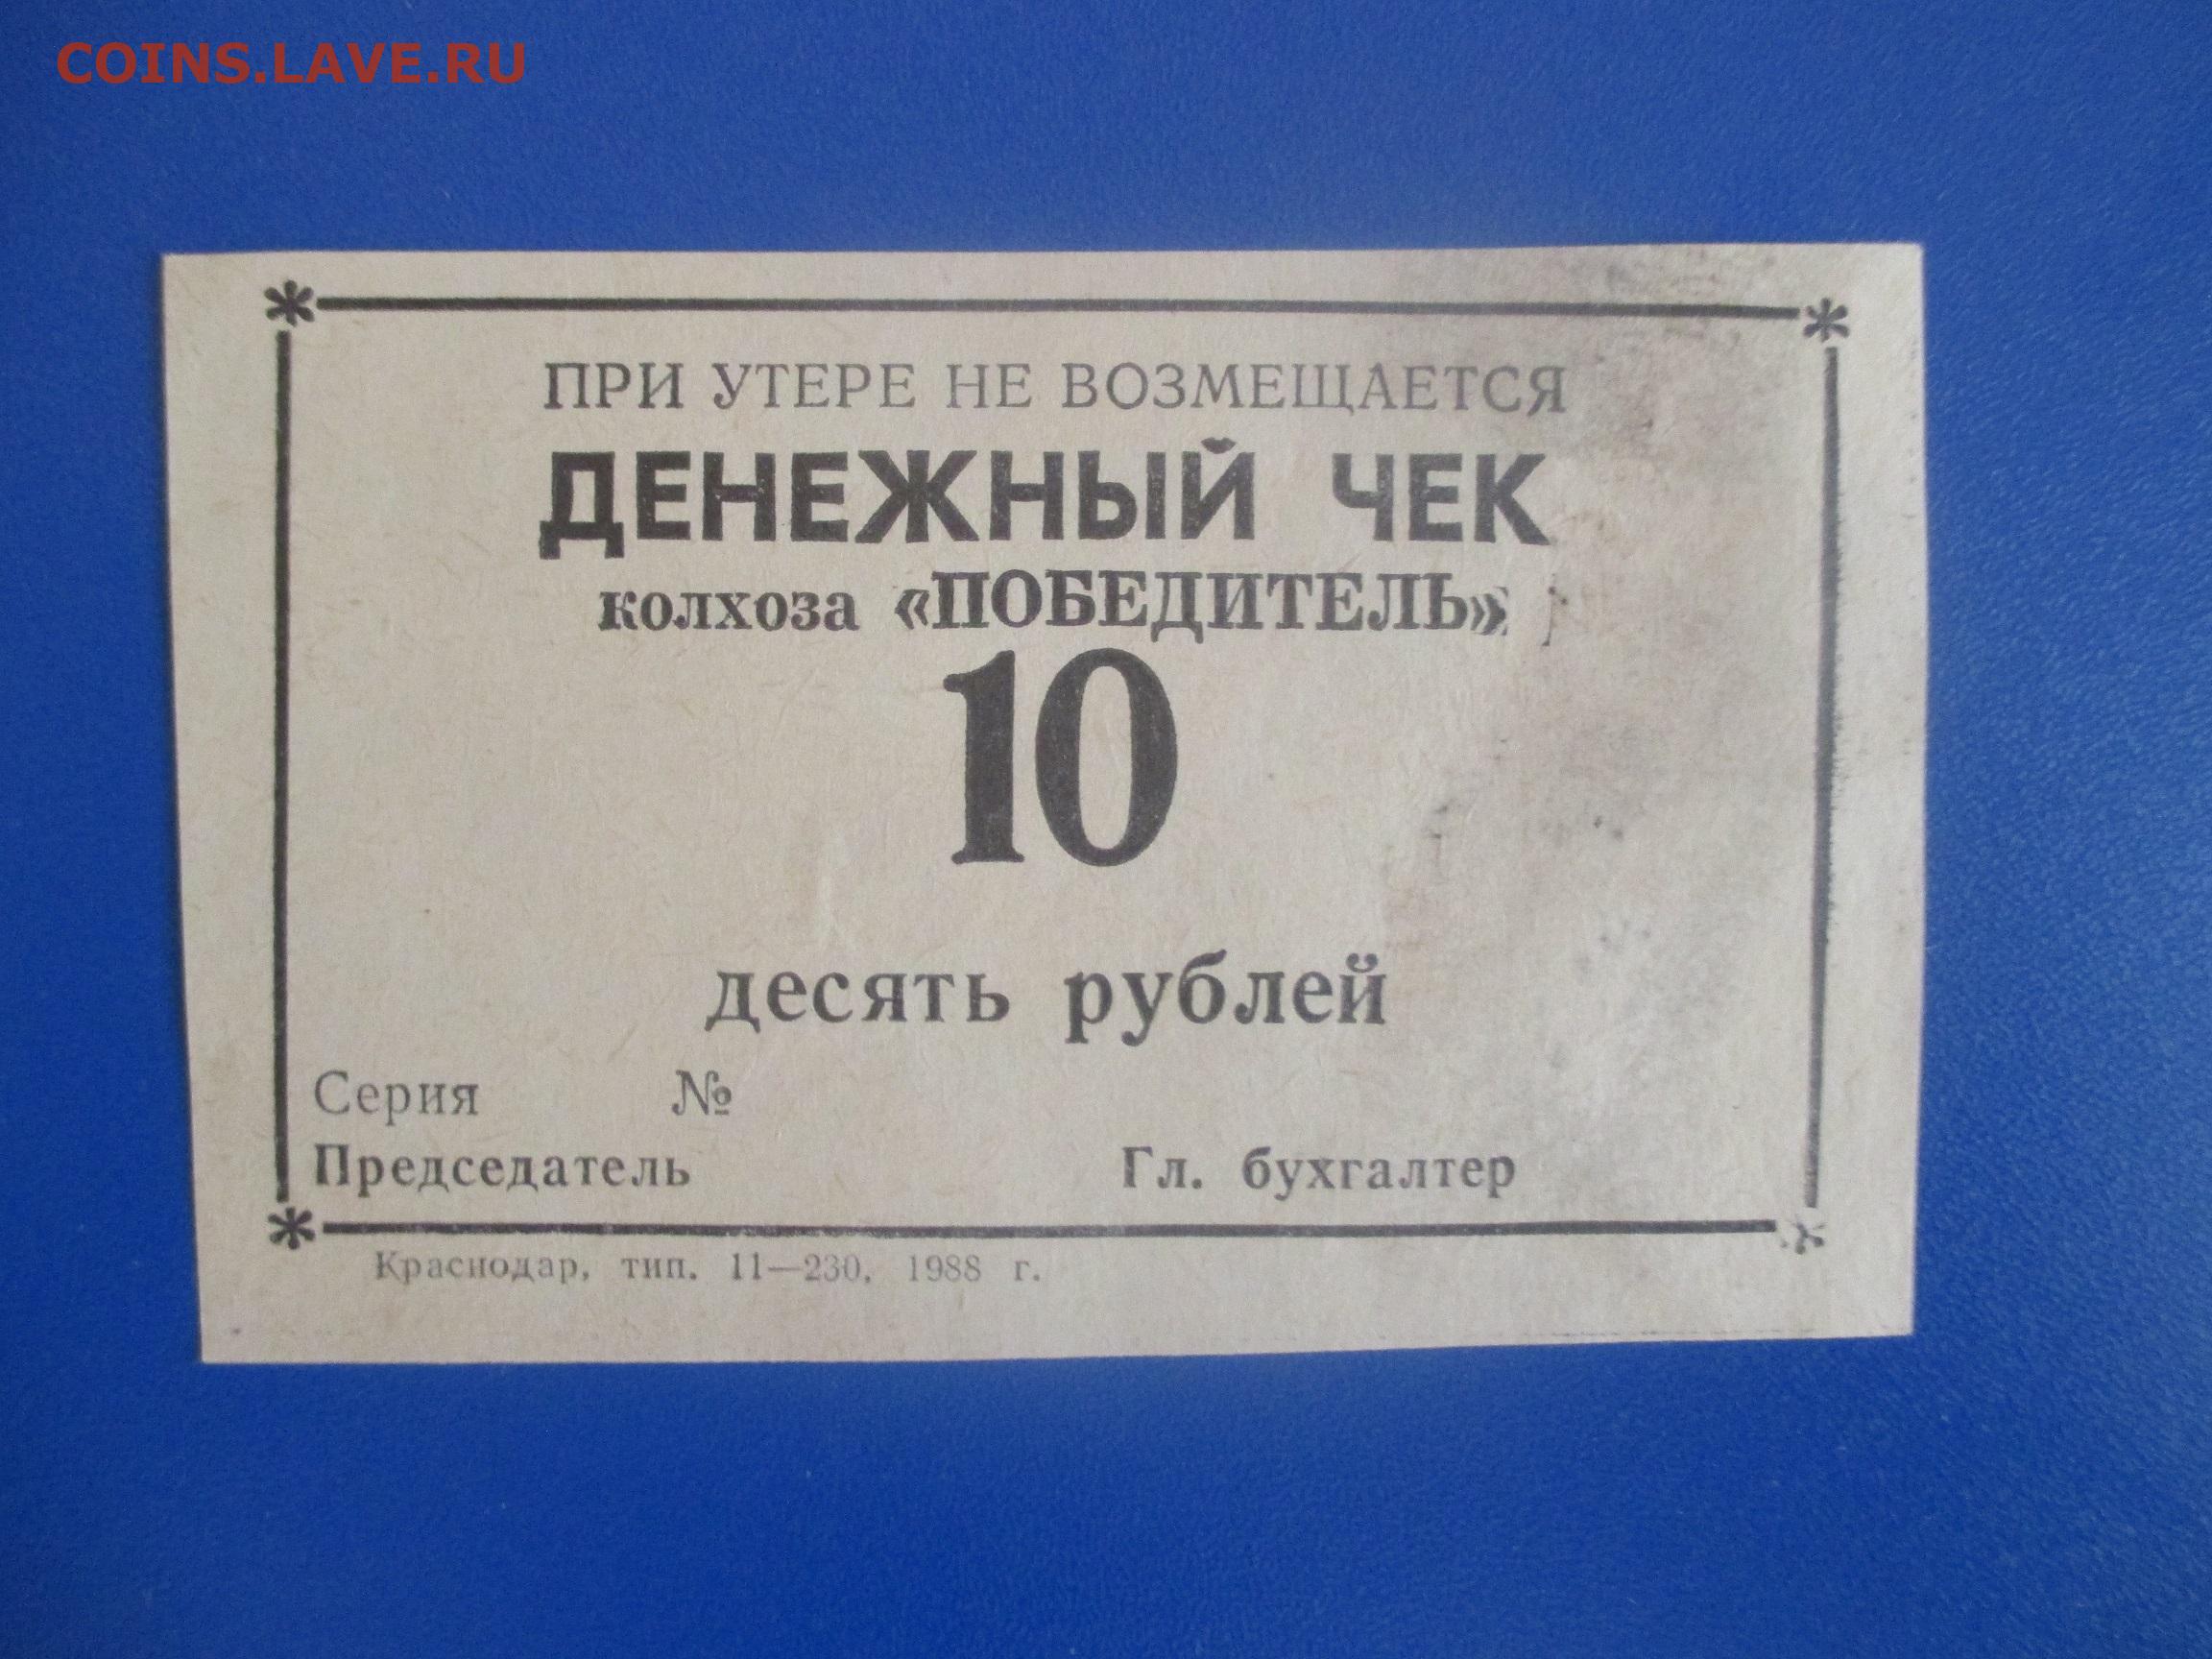 COINS.LAVE.RU
ПРИ УТЕРЕ НЕ ВОЗМЕЩАЕТСЯ
ДЕНЕЖНЫЙ ЧЕК
колхоза «ПОБЕДИТЕЛЬ»
10
десять рублей
Серия №
Председатель Гл. бухгалтер
Краснодар, тип. 11—230, 1988 г.